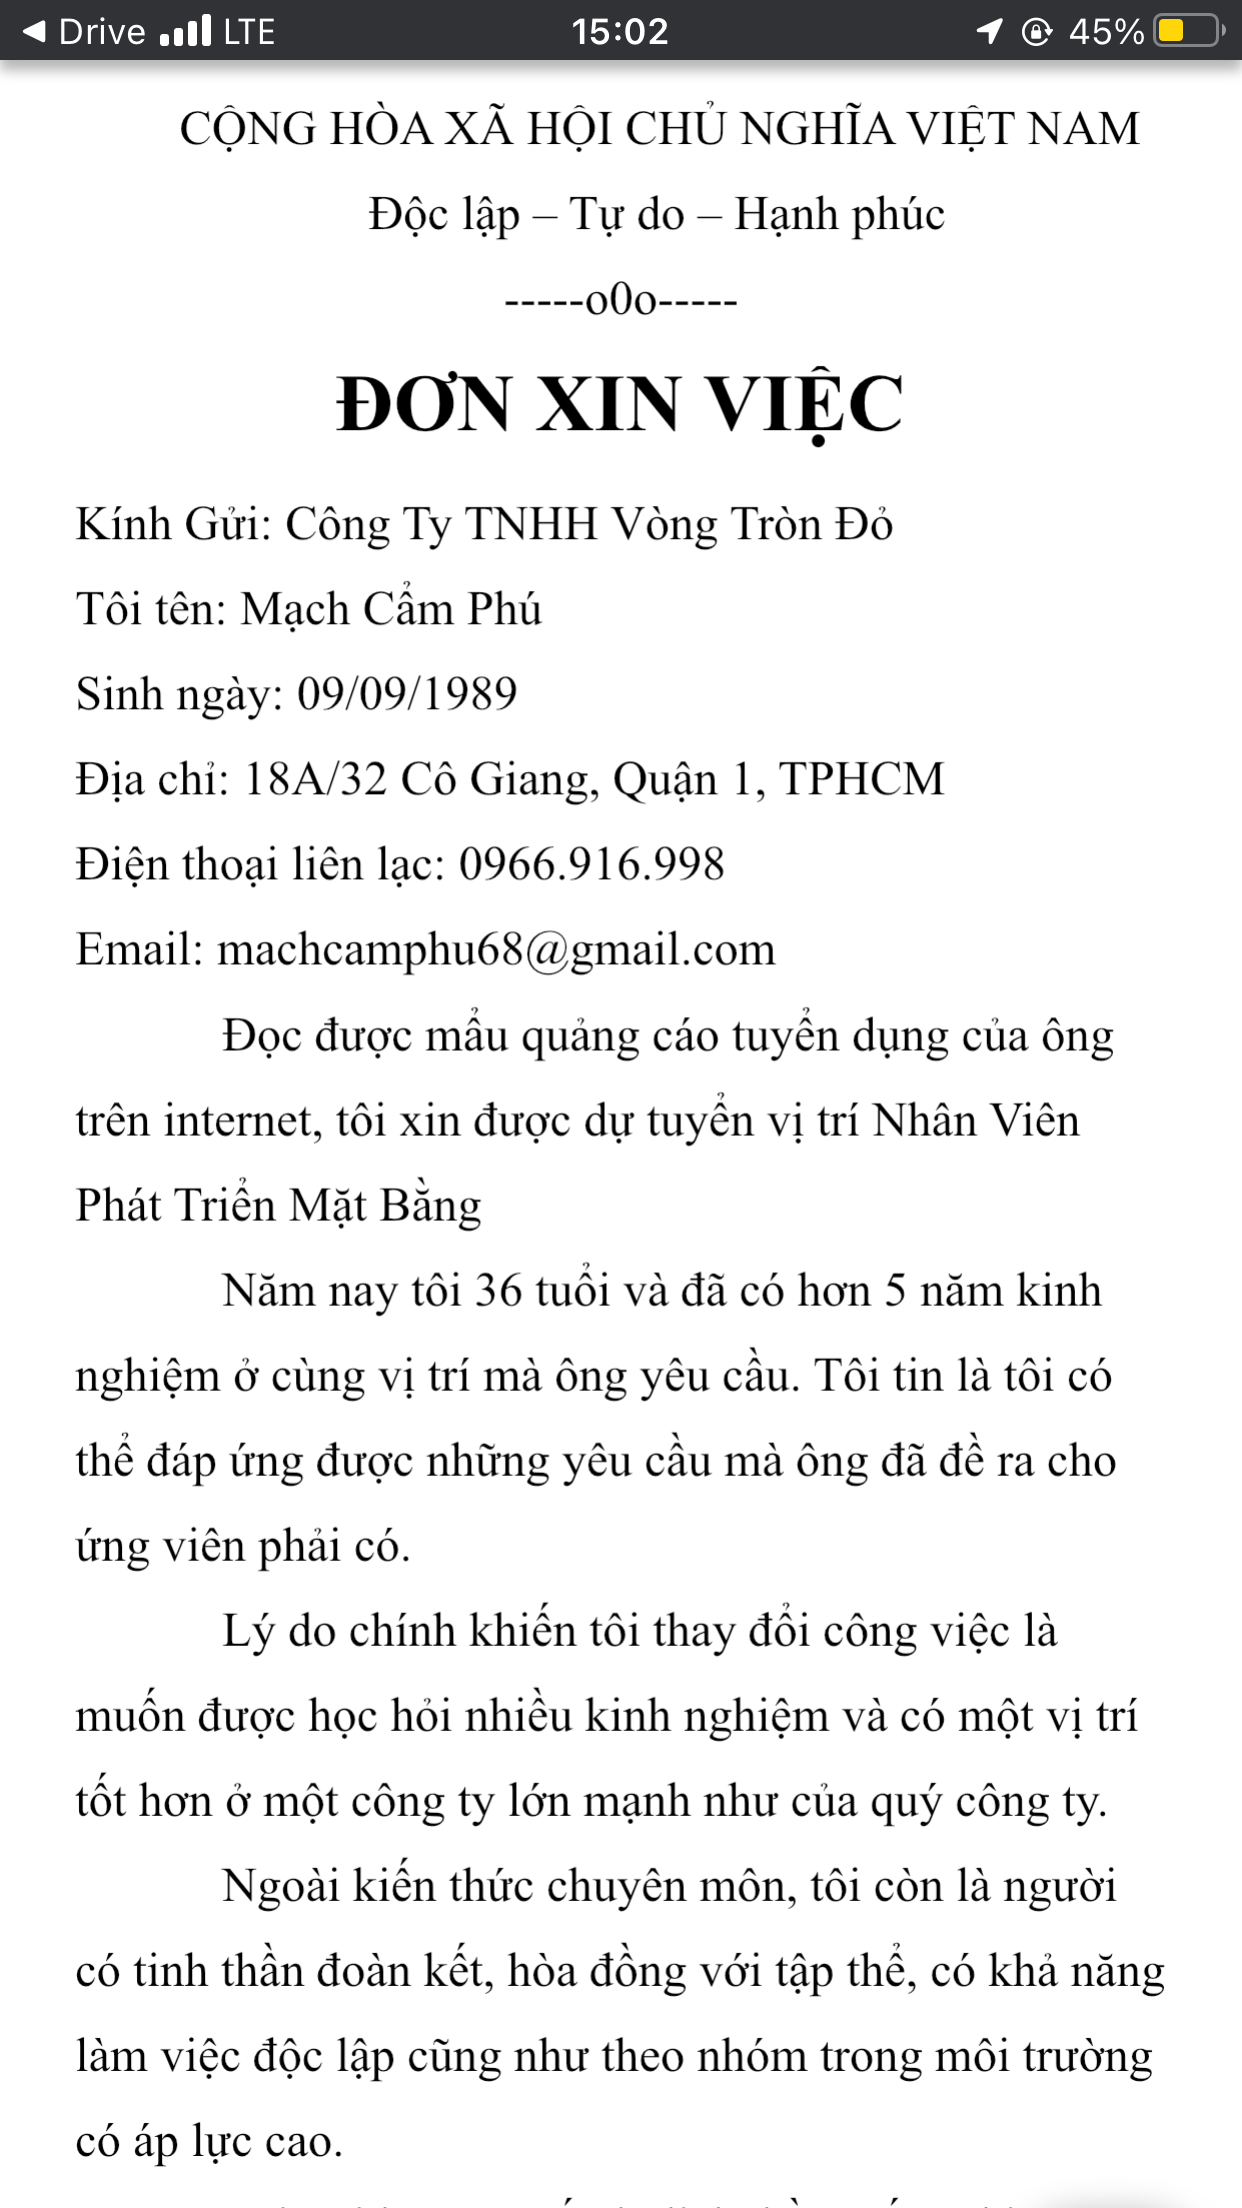 Drive LTE 15:02 45%
CỘNG HÒA XÃ HỘI CHỦ NGHĨA VIỆT NAM
Độc lập – Tự do – Hạnh phúc
-----o0o-----
ĐƠN XIN VIỆC
Kính Gửi: Công Ty TNHH Vòng Tròn Đỏ
Tôi tên: Mạch Cẩm Phú
Sinh ngày: 09/09/1989
Địa chỉ: 18A/32 Cô Giang, Quận 1, TPHCM
Điện thoại liên lạc: 0966.916.998
Email: machcamphu68@gmail.com
Đọc được mẩu quảng cáo tuyển dụng của ông
trên internet, tôi xin được dự tuyển vị trí Nhân Viên
Phát Triển Mặt Bằng
Năm nay tôi 36 tuổi và đã có hơn 5 năm kinh
nghiệm ở cùng vị trí mà ông yêu cầu. Tôi tin là tôi có
thể đáp ứng được những yêu cầu mà ông đã đề ra cho
ứng viên phải có.
Lý do chính khiến tôi thay đổi công việc là
muốn được học hỏi nhiều kinh nghiệm và có một vị trí
tốt hơn ở một công ty lớn mạnh như của quý công ty.
Ngoài kiến thức chuyên môn, tôi còn là người
có tinh thần đoàn kết, hòa đồng với tập thể, có khả năng
làm việc độc lập cũng như theo nhóm trong môi trường
có áp lực cao.